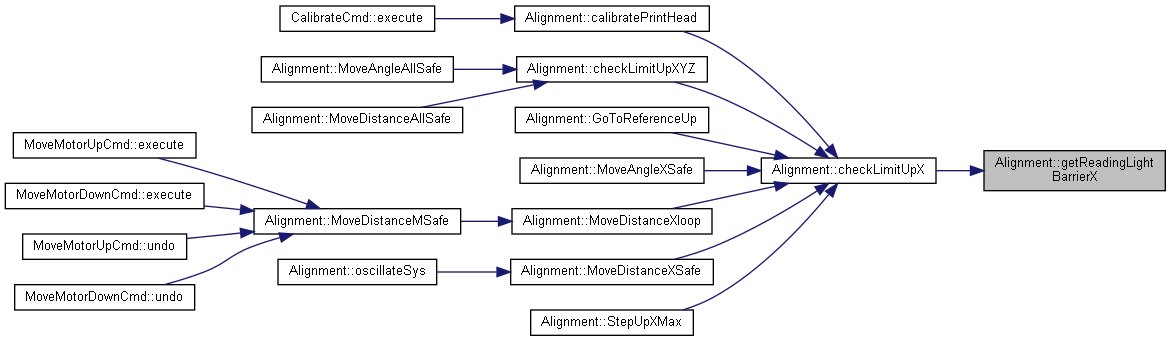 CalibrateCmd::execute
Alignment::calibratePrintHead
Alignment::MoveAngleAllSafe
Alignment::checkLimitUpXYZ
Alignment::MoveDistanceAllSafe
Alignment::GoToReferenceUp
MoveMotorUpCmd::execute
Alignment::MoveAngleXSafe
Alignment::checkLimitUpX
Alignment::getReadingLight
BarrierX
MoveMotorDownCmd::execute
Alignment::MoveDistanceMSafe
Alignment::MoveDistanceXloop
MoveMotorUpCmd::undo
Alignment::oscillateSys
Alignment::MoveDistanceXSafe
MoveMotorDownCmd::undo
Alignment::StepUpXMax